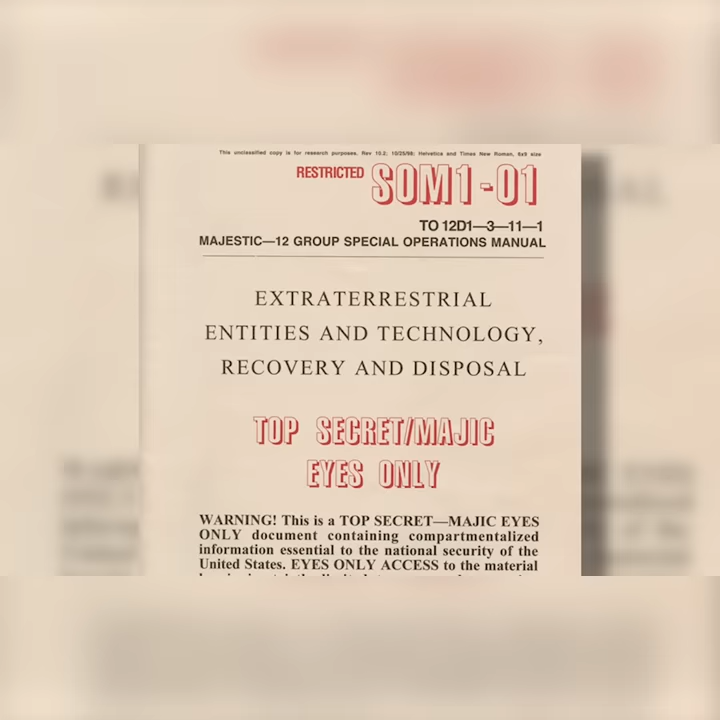 This unclassified copy is for research purposes. Rev 10.2; 10/25/98; Helvetica and Times New Roman, 6x9 size
RESTRICTED SOM1-01
TO 12D1—3—11—1
MAJESTIC—12 GROUP SPECIAL OPERATIONS MANUAL
EXTRATERRESTRIAL
ENTITIES AND TECHNOLOGY,
RECOVERY AND DISPOSAL
TOP SECRET/MAJIC
EYES ONLY
WARNING! This is a TOP SECRET—MAJIC EYES
ONLY document containing compartmentalized
information essential to the national security of the
United States. EYES ONLY ACCESS to the material